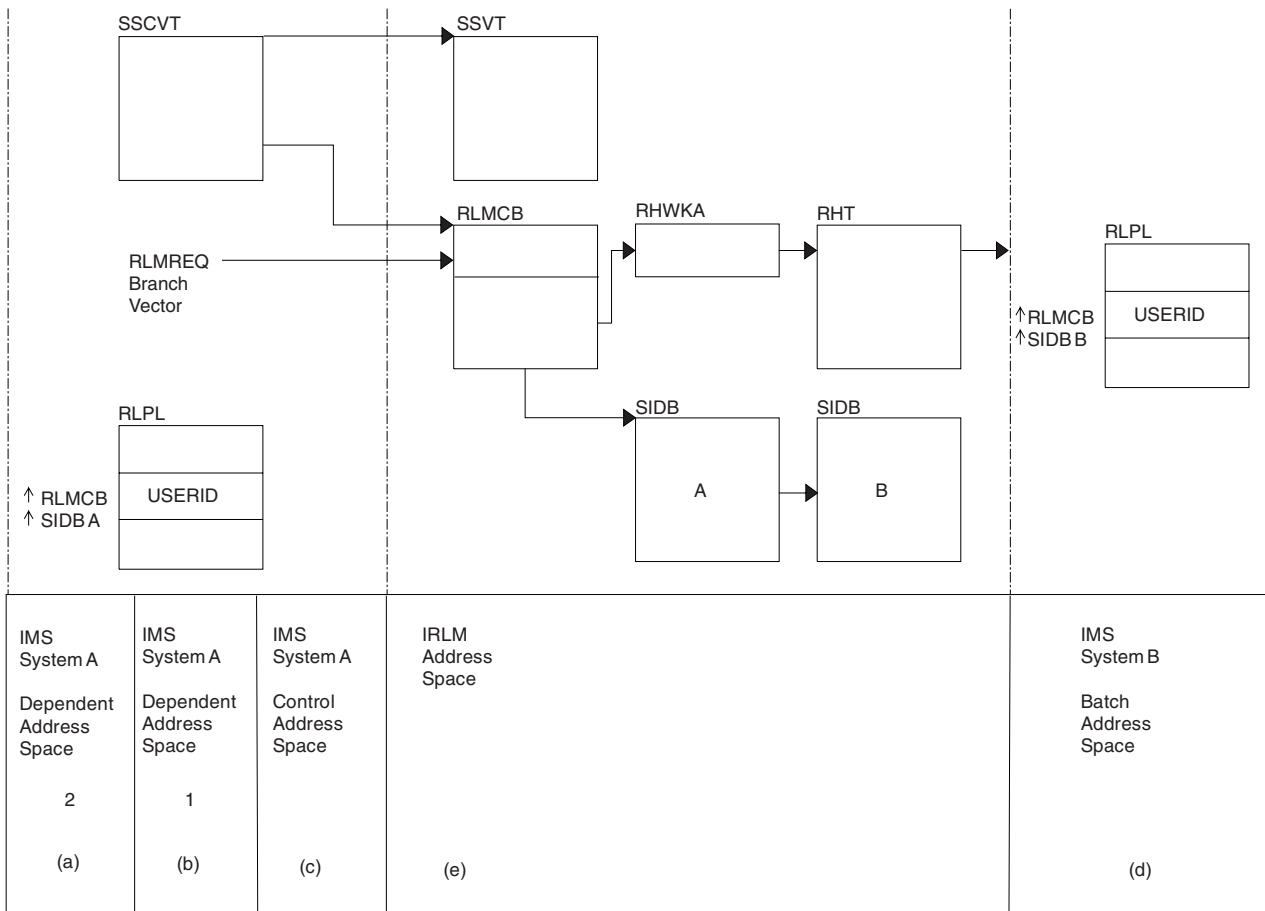 SSCVT
SSVT
RLMCB
RHWKA
RHT
RLPL
RLMREQ
Branch
Vector
↑ RLMCB
↑ SIDB B
USERID
RLPL
SIDB
SIDB
↑ RLMCB
↑ SIDB A
USERID
A
B
IMS
System A
Dependent
Address
Space
2
(a)
IMS
System A
Dependent
Address
Space
1
(b)
IMS
System A
Control
Address
Space
(c)
IRLM
Address
Space
(e)
IMS
System B
Batch
Address
Space
(d)